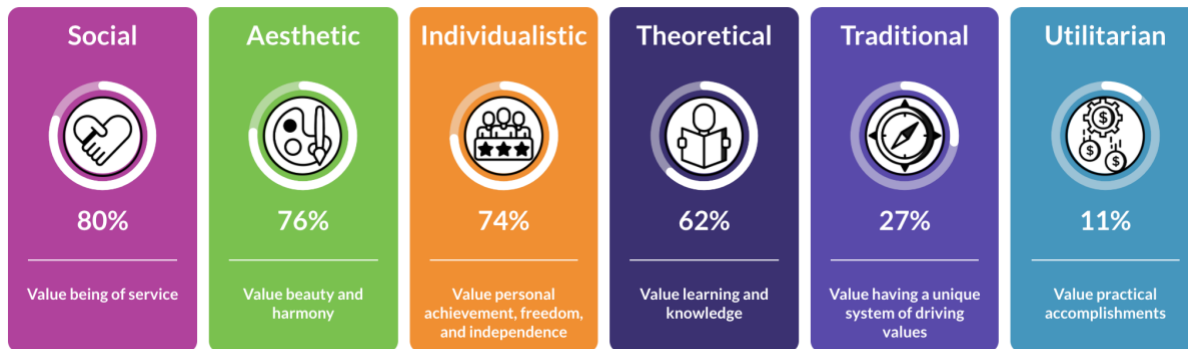 Social
80%
Value being of service
Aesthetic
76%
Value beauty and
harmony
Individualistic
74%
Value personal
achievement, freedom,
and independence
Theoretical
62%
Value learning and
knowledge
Traditional
27%
Value having a unique
system of driving
values
Utilitarian
$
$
$
11%
Value practical
accomplishments